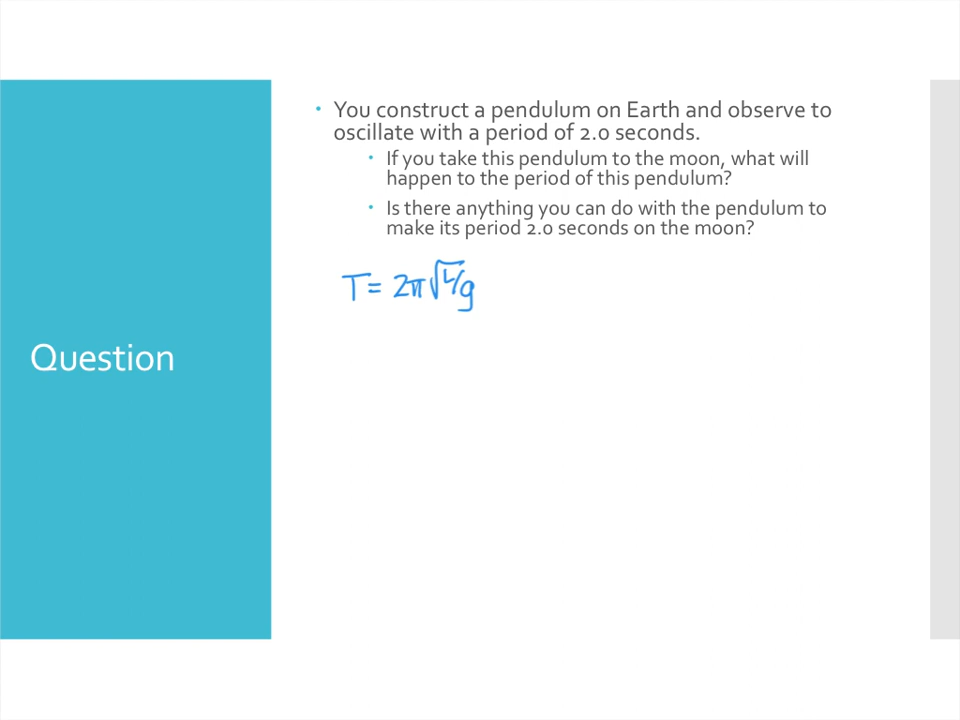 • You construct a pendulum on Earth and observe to
oscillate with a period of 2.0 seconds.
• If you take this pendulum to the moon, what will
happen to the period of this pendulum?
• Is there anything you can do with the pendulum to
make its period 2.0 seconds on the moon?
T = 2π√L/g
Question